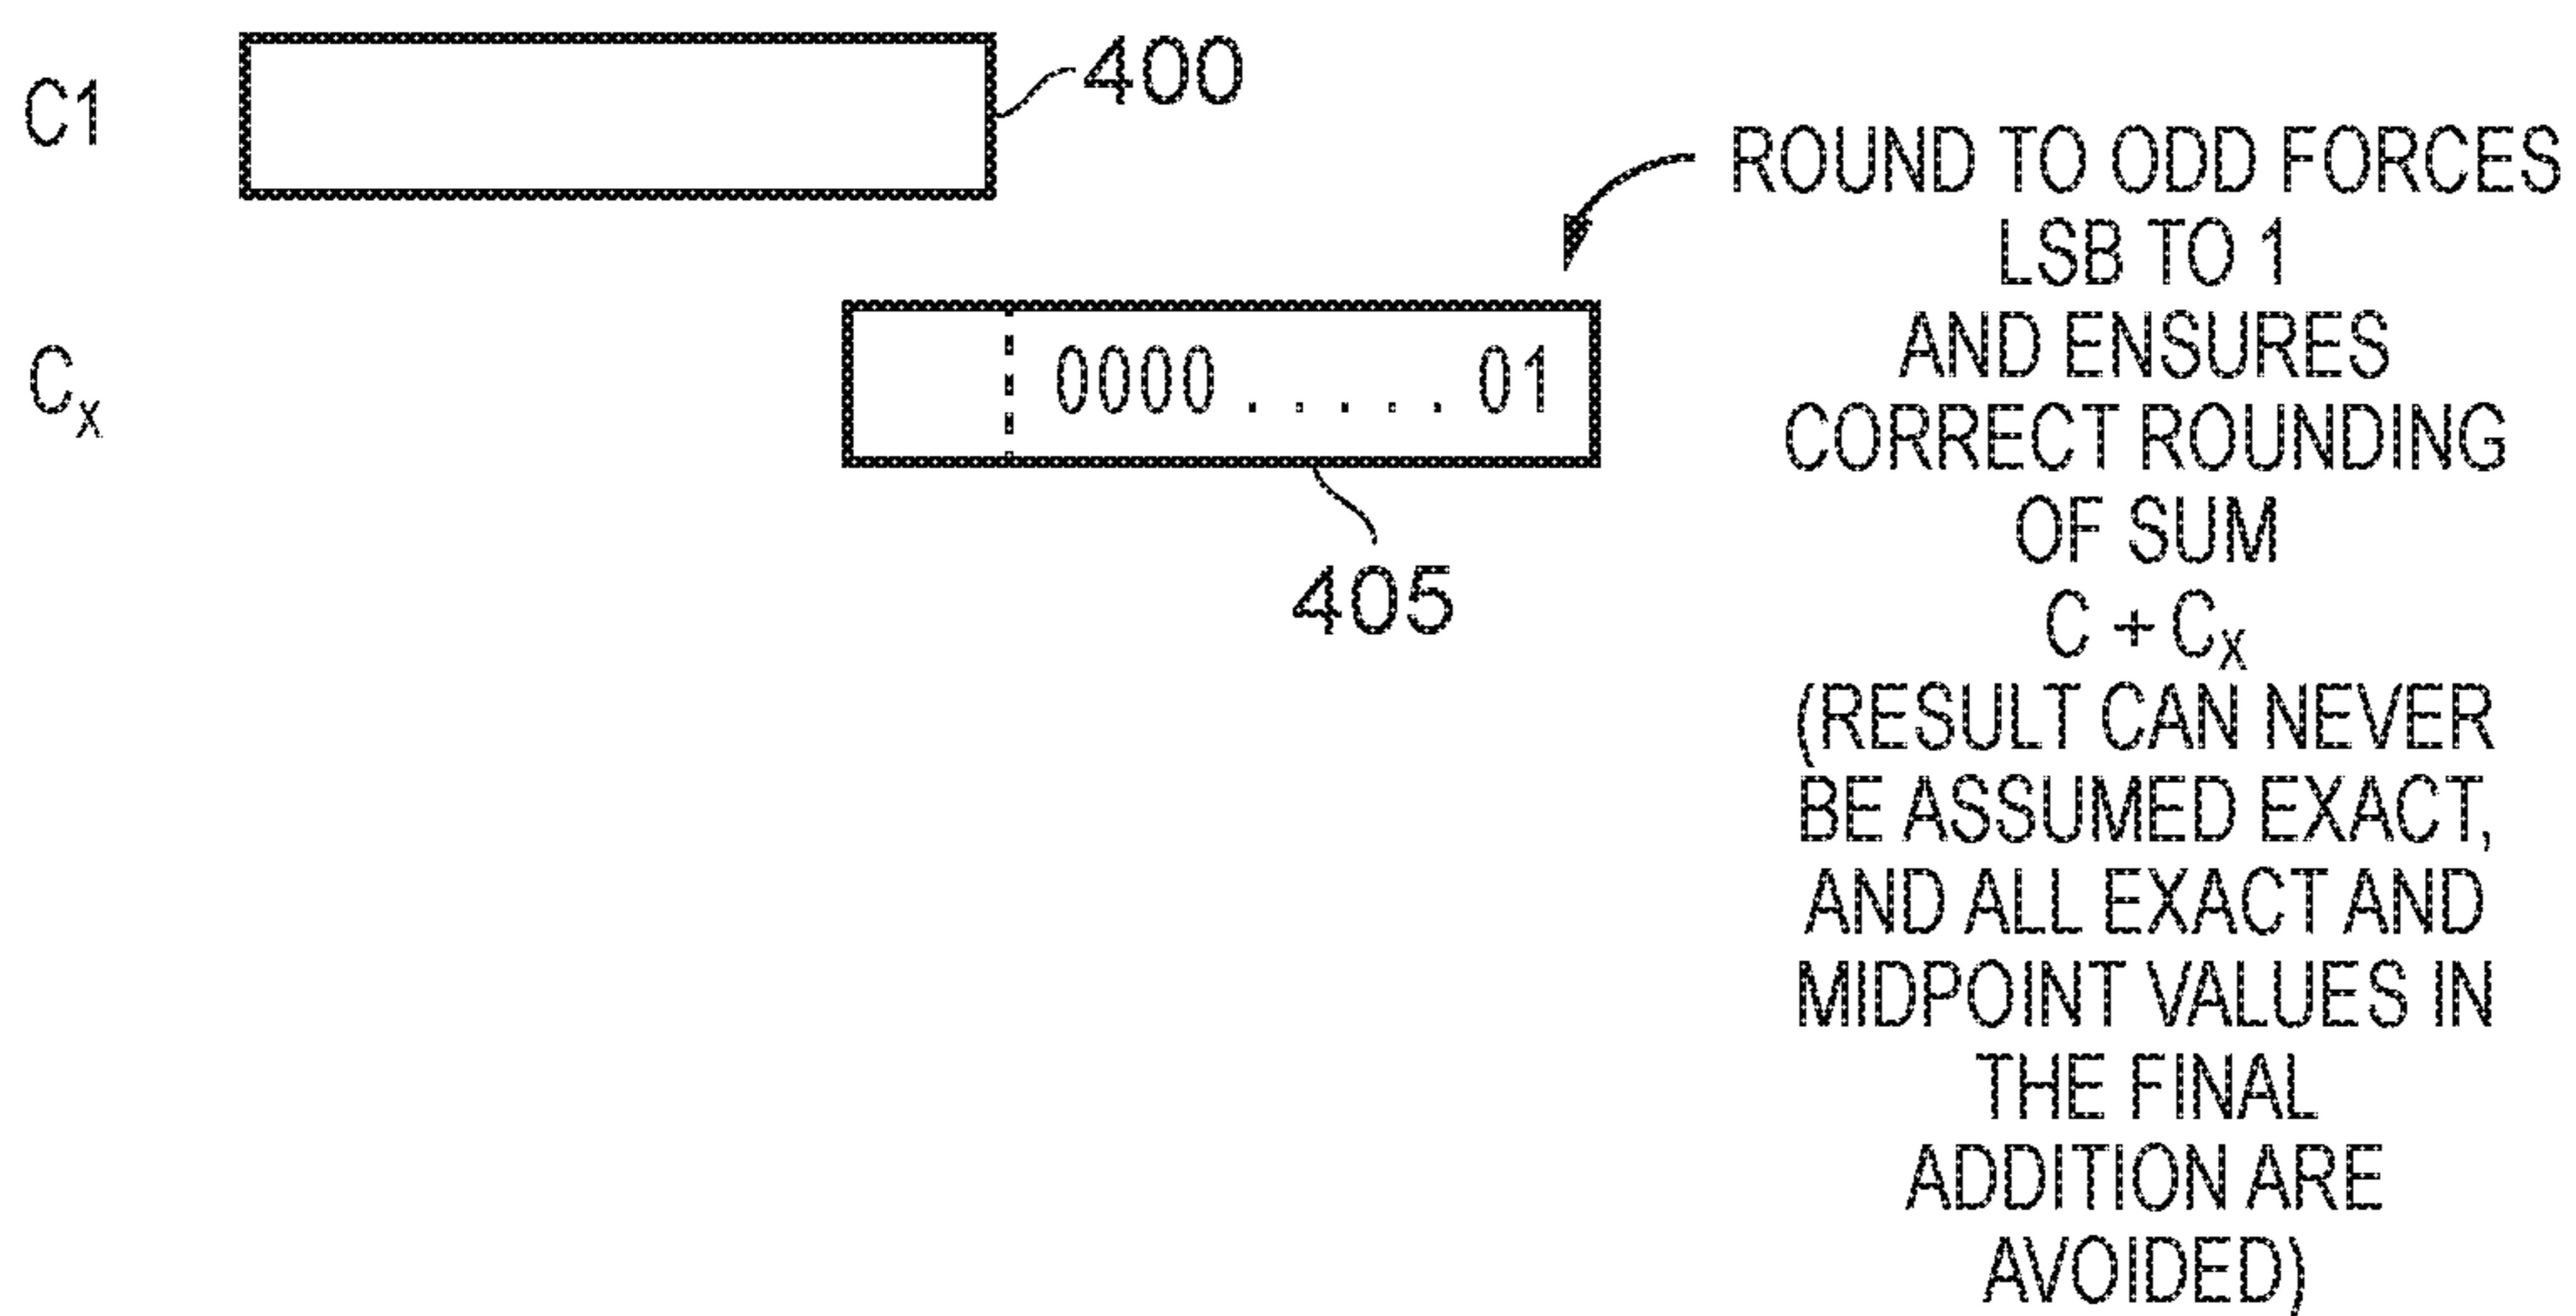 C1
400
ROUND TO ODD FORCES
LSB TO 1
AND ENSURES
CORRECT ROUNDING
OF SUM
C + Cx
(RESULT CAN NEVER
BE ASSUMED EXACT,
AND ALL EXACT AND
MIDPOINT VALUES IN
THE FINAL
ADDITION ARE
AVOIDED)
Cx
0000 . . . . . 01
405